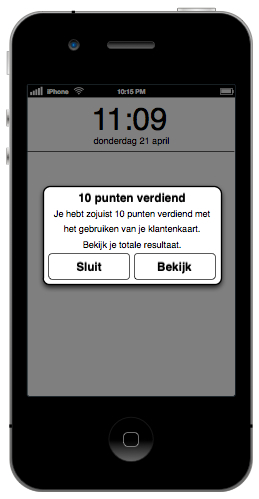 iPhone 10:15 PM
11:09
donderdag 21 april
10 punten verdiend
Je hebt zojuist 10 punten verdiend met
het gebruiken van je klantenkaart.
Bekijk je totale resultaat.
Sluit Bekijk